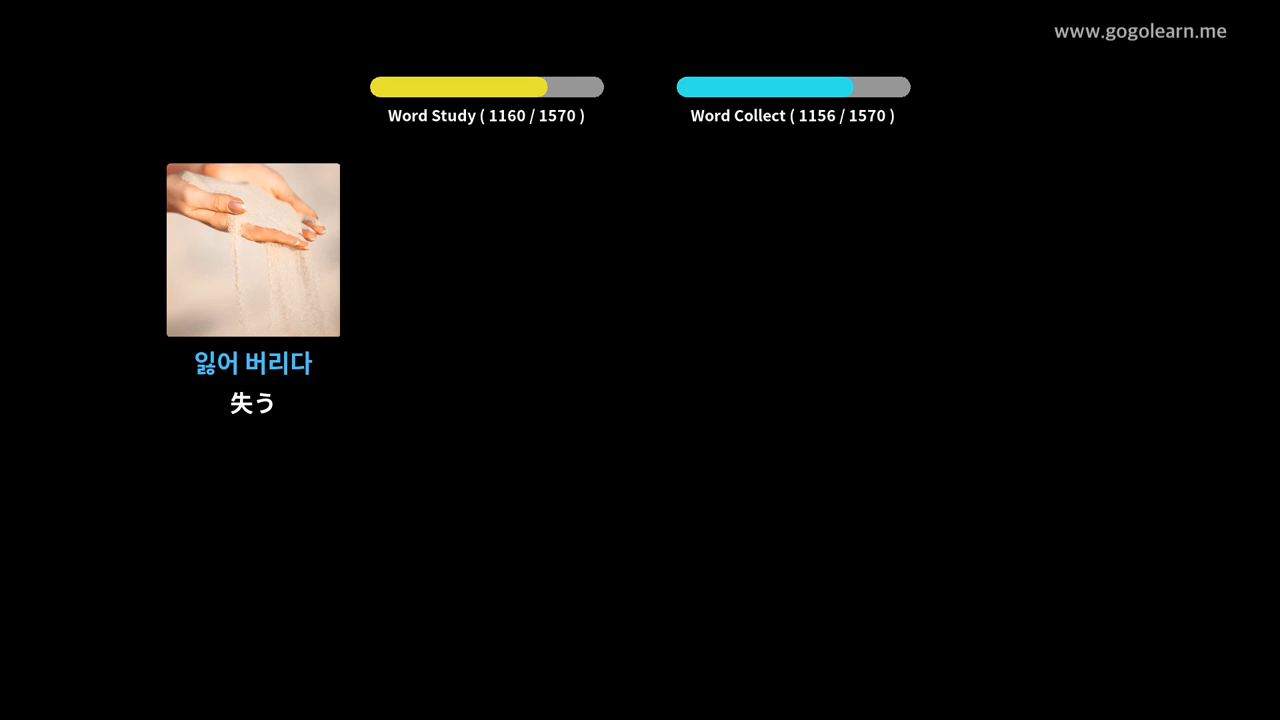 www.gogolearn.me
Word Study ( 1160 / 1570 )
Word Collect ( 1156 / 1570 )
잃어 버리다
失う